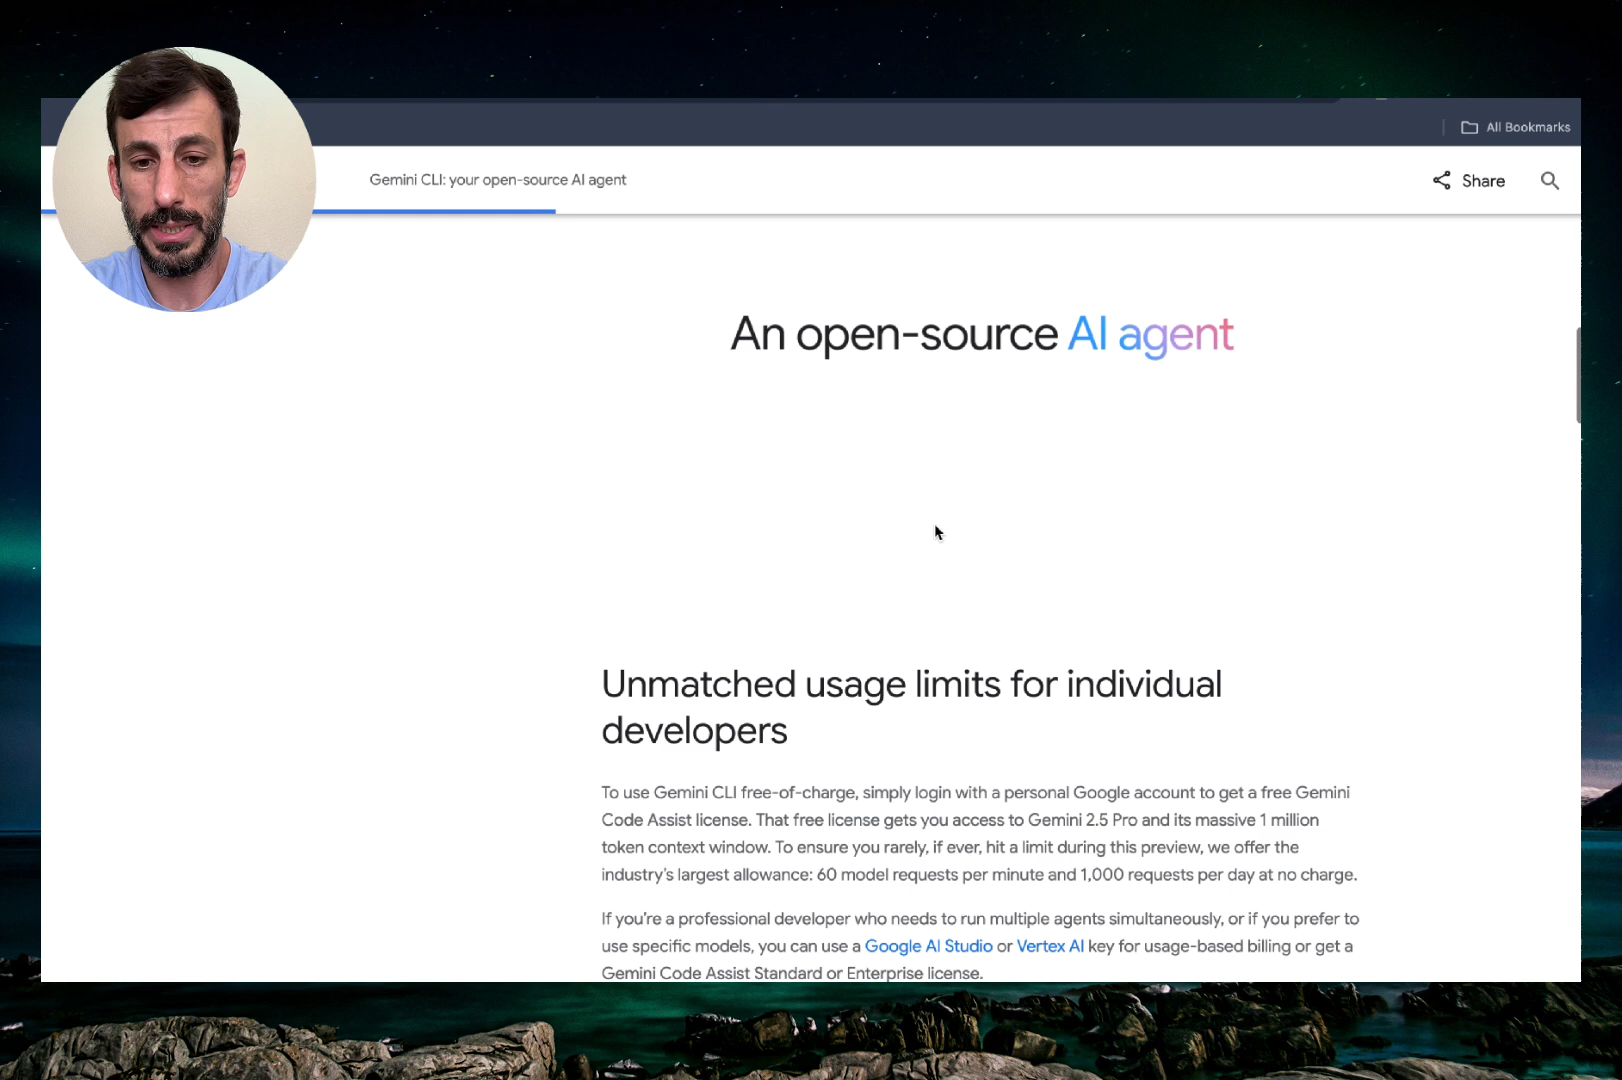 All Bookmarks
Gemini CLI: your open-source AI agent
Share
An open-source AI agent
Unmatched usage limits for individual
developers
To use Gemini CLI free-of-charge, simply login with a personal Google account to get a free Gemini
Code Assist license. That free license gets you access to Gemini 2.5 Pro and its massive 1 million
token context window. To ensure you rarely, if ever, hit a limit during this preview, we offer the
industry's largest allowance: 60 model requests per minute and 1,000 requests per day at no charge.
If you're a professional developer who needs to run multiple agents simultaneously, or if you prefer to
use specific models, you can use a Google AI Studio or Vertex AI key for usage-based billing or get a
Gemini Code Assist Standard or Enterprise license.